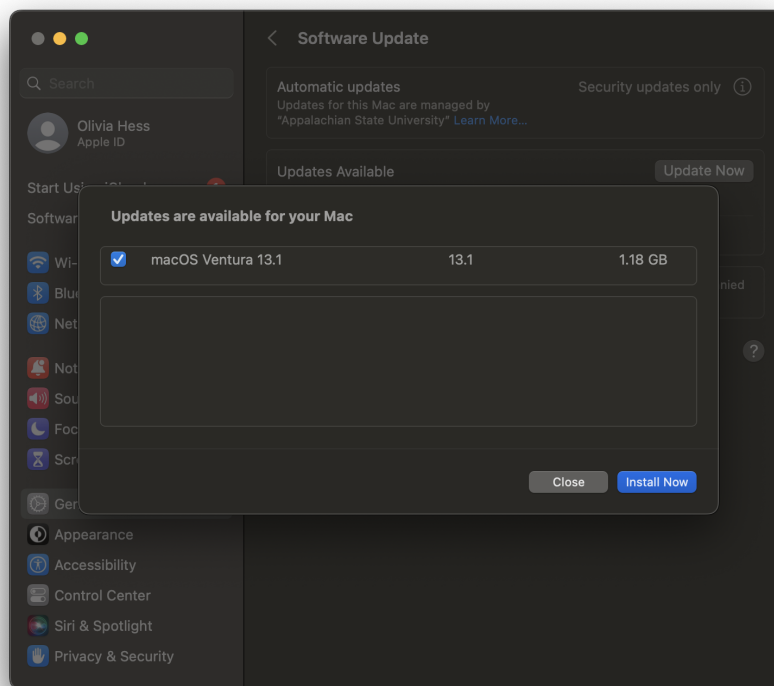 Software Update
Search
Automatic updates
Security updates only
Updates for this Mac are managed by
“Appalachian State University” Learn More...
Olivia Hess
Apple ID
Updates Available
Update Now
Start
Updates are available for your Mac
macOS Ventura 13.1 13.1 1.18 GB
Close
Install Now
Appearance
Accessibility
Control Center
Siri & Spotlight
Privacy & Security
?